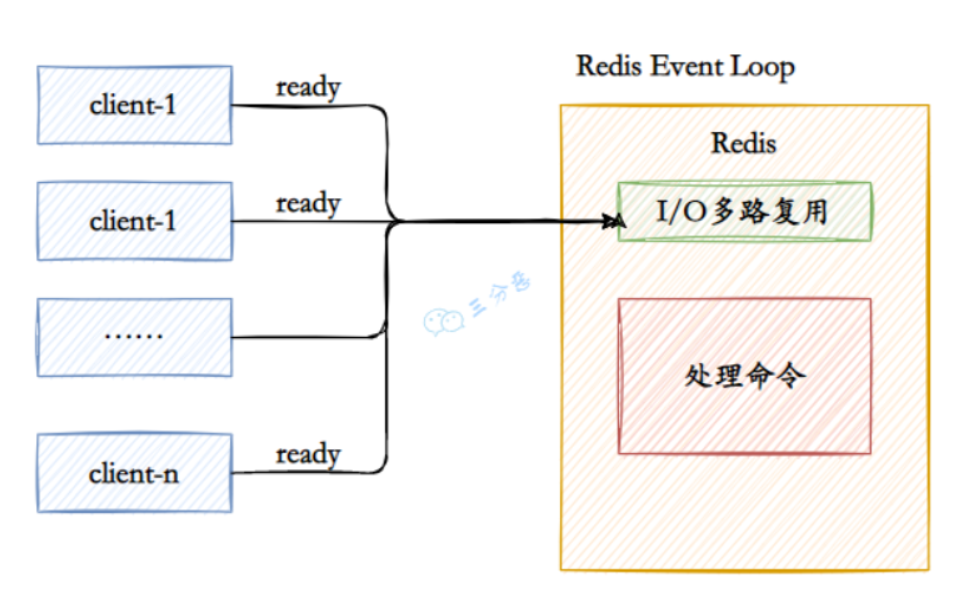 Redis Event Loop
client-1
ready
Redis
client-1
ready
I/O多路复用
三分恶
……
处理命令
client-n
ready